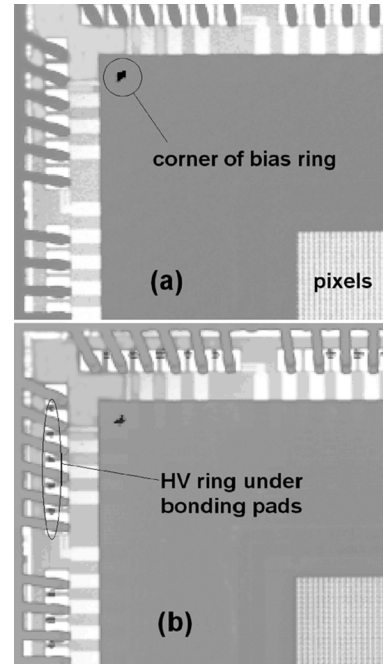 corner of bias ring
(a)
pixels
HV ring under
bonding pads
(b)